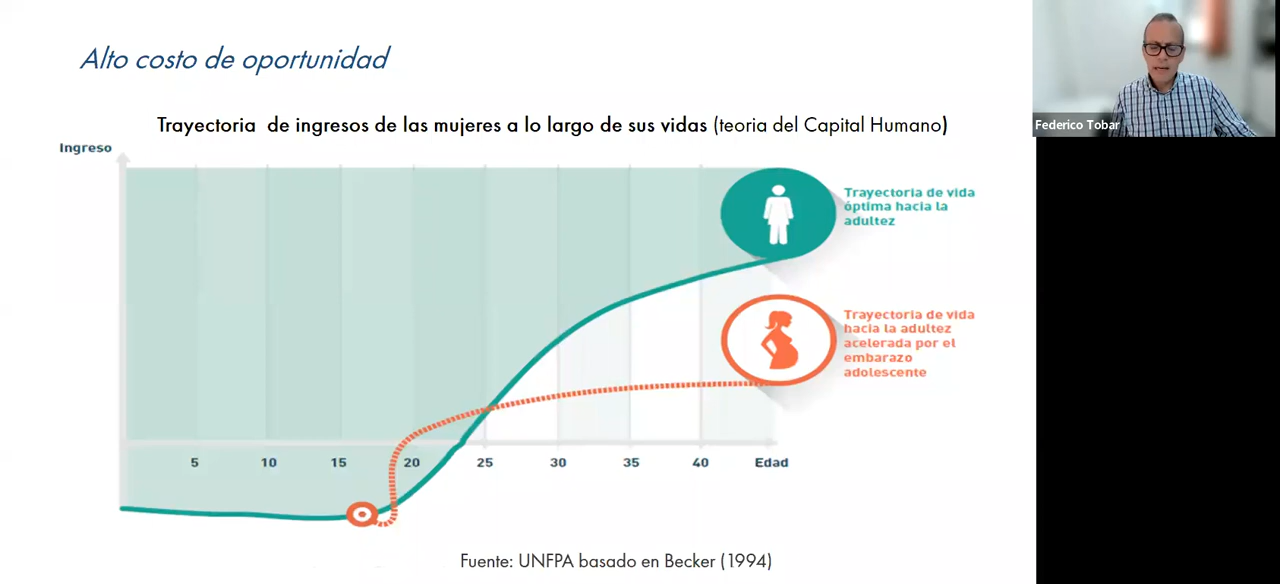 Alto costo de oportunidad
Federico Tobar
Trayectoria de ingresos de las mujeres a lo largo de sus vidas (teoria del Capital Humano)
Ingreso
Trayectoria de vida
óptima hacia la
adultez
Trayectoria de vida
hacia la adultez
acelerada por el
embarazo
adolescente
5 10 15 20 25 30 35 40 Edad
Fuente: UNFPA basado en Becker (1994)